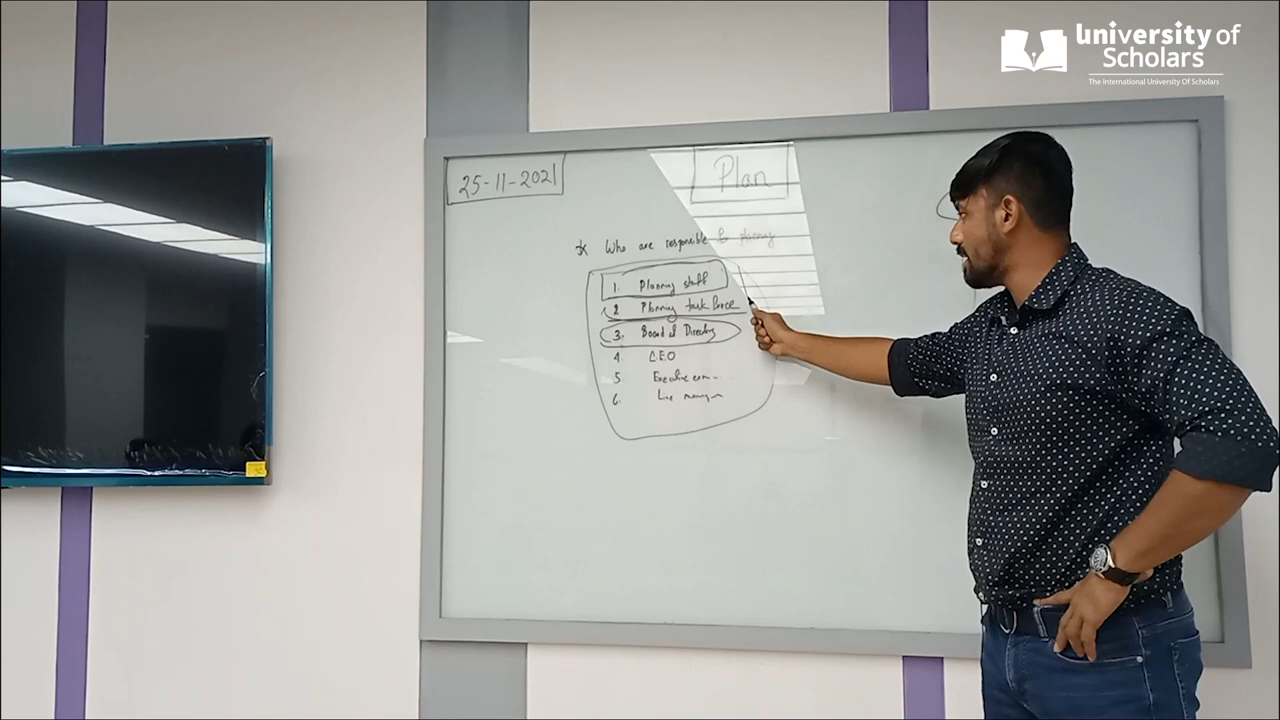 university of
Scholars
The International University Of Scholars
25-11-2021
Plan
* Who are responsible & planning
1. Planning staff
2 Planning task force
3. Board of Directors
4 C.E.O
5 Executive com...
6. Line manager